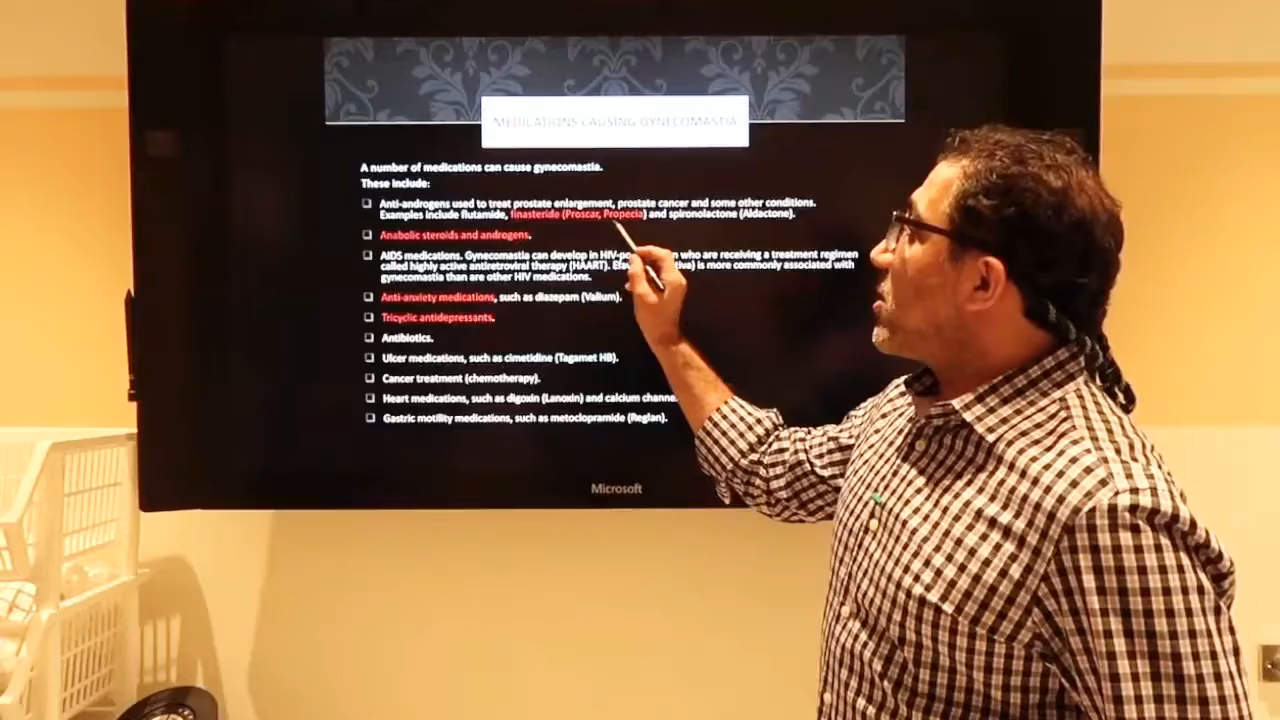 MEDICATIONS CAUSING GYNECOMASTIA
A number of medications can cause gynecomastia.
These include:
❑ Anti-androgens used to treat prostate enlargement, prostate cancer and some other conditions.
Examples include flutamide, finasteride (Proscar, Propecia) and spironolactone (Aldactone).
❑ Anabolic steroids and androgens.
❑ AIDS medications. Gynecomastia can develop in who are receiving a treatment regimen
called highly active antiretroviral therapy (HAART). is more commonly associated with
gynecomastia than are other HIV medications.
❑ Anti-anxiety medications, such as diazepam (Valium).
❑ Tricyclic antidepressants.
❑ Antibiotics.
❑ Ulcer medications, such as cimetidine (Tagamet HB).
❑ Cancer treatment (chemotherapy).
❑ Heart medications, such as digoxin (Lanoxin) and calcium
❑ Gastric motility medications, such as metoclopramide (Reglan).
Microsoft